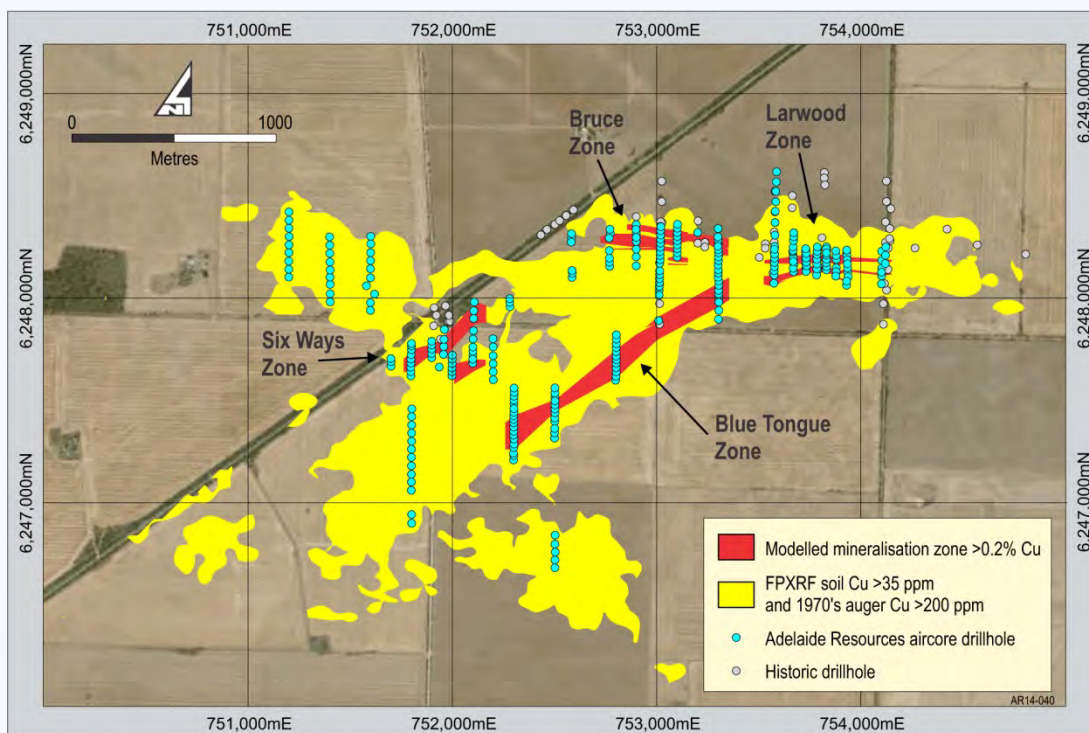 751,000mE
752,000mE
753,000mE
754,000mE
6,249,000mN
6,249,000mN
N
0
1000
Metres
Bruce
Zone
Larwood
Zone
6,248,000mN
6,248,000mN
Six Ways
Zone
Blue Tongue
Zone
6,247,000mN
6,247,000mN
Modelled mineralisation zone >0.2% Cu
FPXRF soil Cu >35 ppm
and 1970's auger Cu >200 ppm
Adelaide Resources aircore drillhole
Historic drillhole
AR14-040
751,000mE
752,000mE
753,000mE
754,000mE